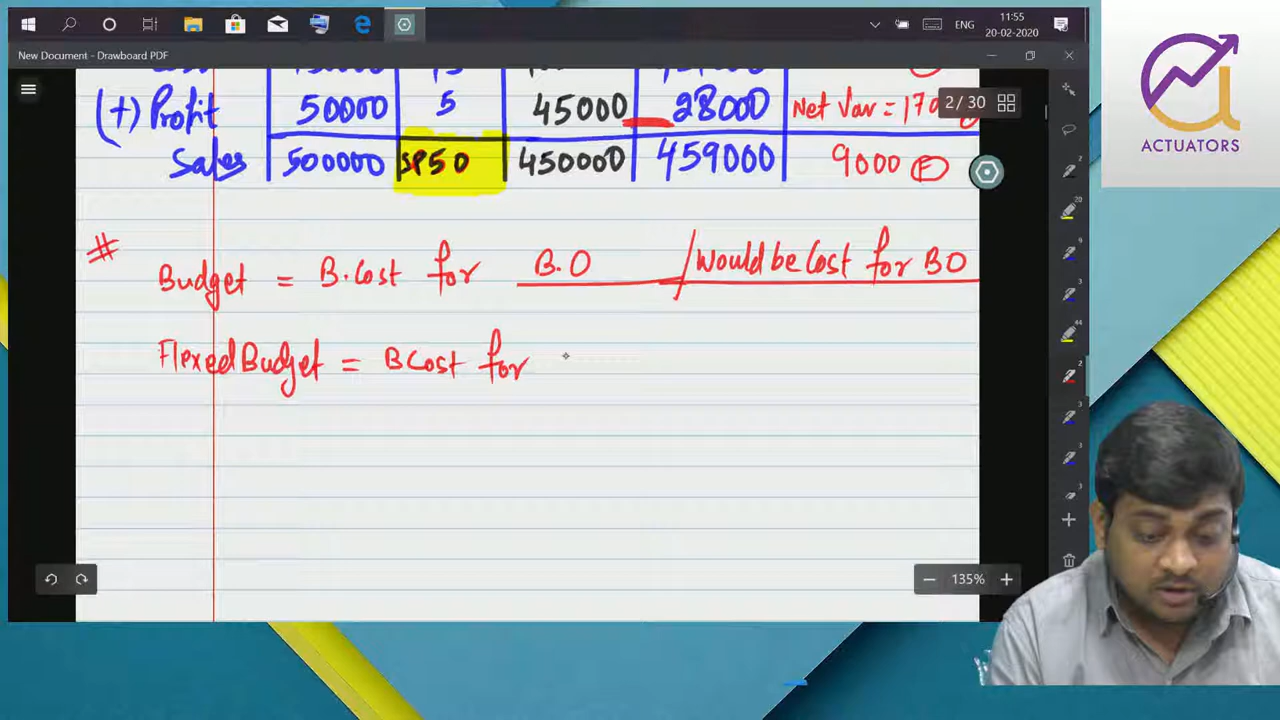 11:55
ENG
20-02-2020
New Document - Drawboard PDF
(+) Profit 50000 5 45000 28000 Net Var = 170
2 / 30
Sales 500000 SP50 450000 459000 9000 F
ACTUATORS
# Budget = B.Cost for B.O / Would be Cost for BO
Flexed Budget = BCost for
135%